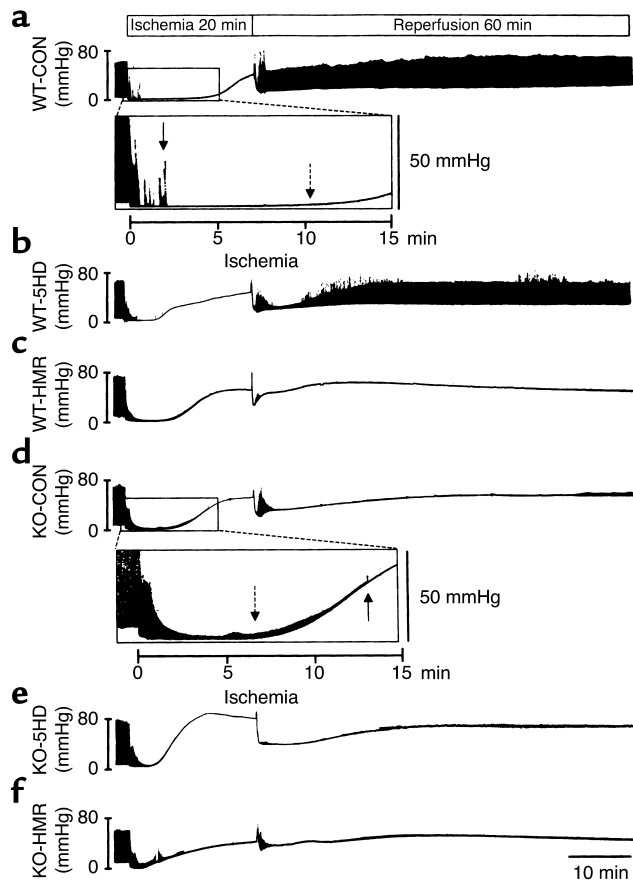 a
Ischemia 20 min
Reperfusion 60 min
WT-CON
(mmHg)
80
0
50 mmHg
0 5 10 15 min
Ischemia
b
WT-5HD
(mmHg)
80
0
c
WT-HMR
(mmHg)
80
0
d
KO-CON
(mmHg)
80
0
50 mmHg
0 5 10 15 min
Ischemia
e
KO-5HD
(mmHg)
80
0
f
KO-HMR
(mmHg)
80
0
10 min